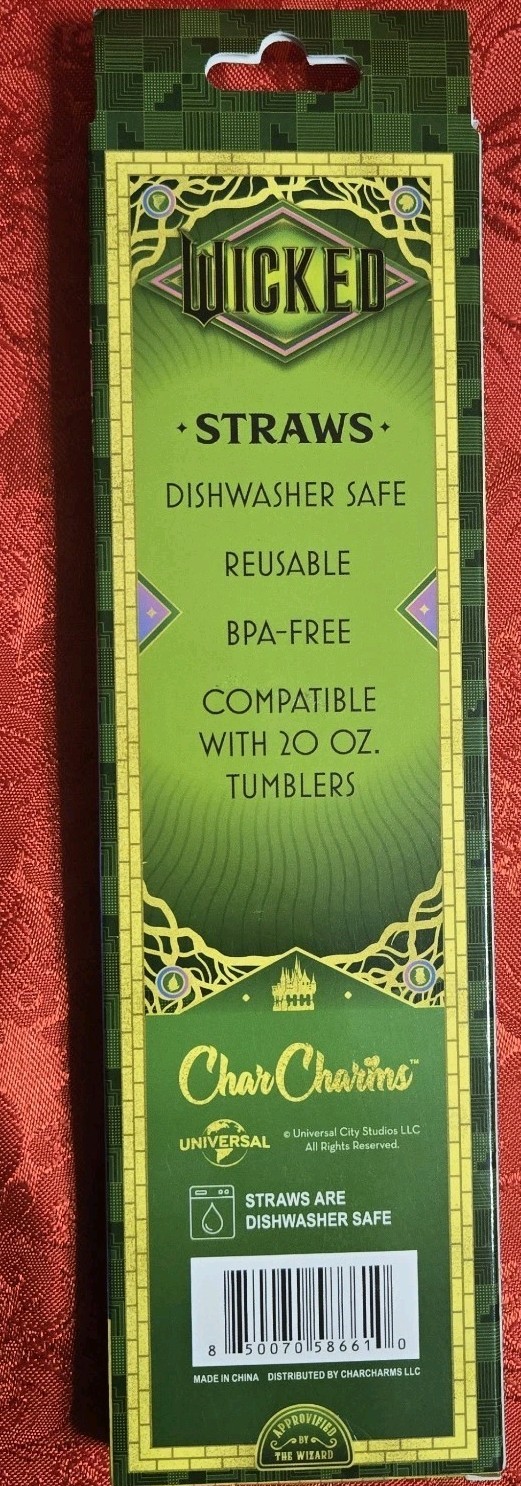 WICKED
STRAWS
DISHWASHER SAFE
REUSABLE
BPA-FREE
COMPATIBLE
WITH 20 OZ.
TUMBLERS
CharCharms™
UNIVERSAL
© Universal City Studios LLC
All Rights Reserved.
STRAWS ARE
DISHWASHER SAFE
8 50070 58661 0
MADE IN CHINA DISTRIBUTED BY CHARCHARMS LLC
APPROVIFIED
BY
THE WIZARD